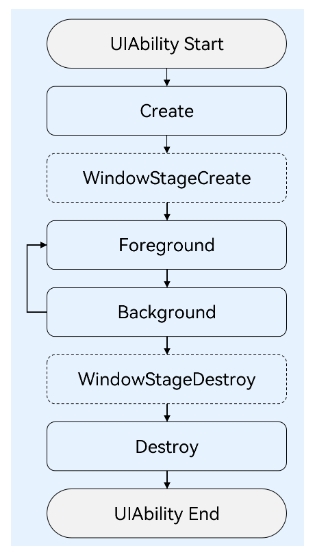 UIAbility Start
Create
WindowStageCreate
Foreground
Background
WindowStageDestroy
Destroy
UIAbility End